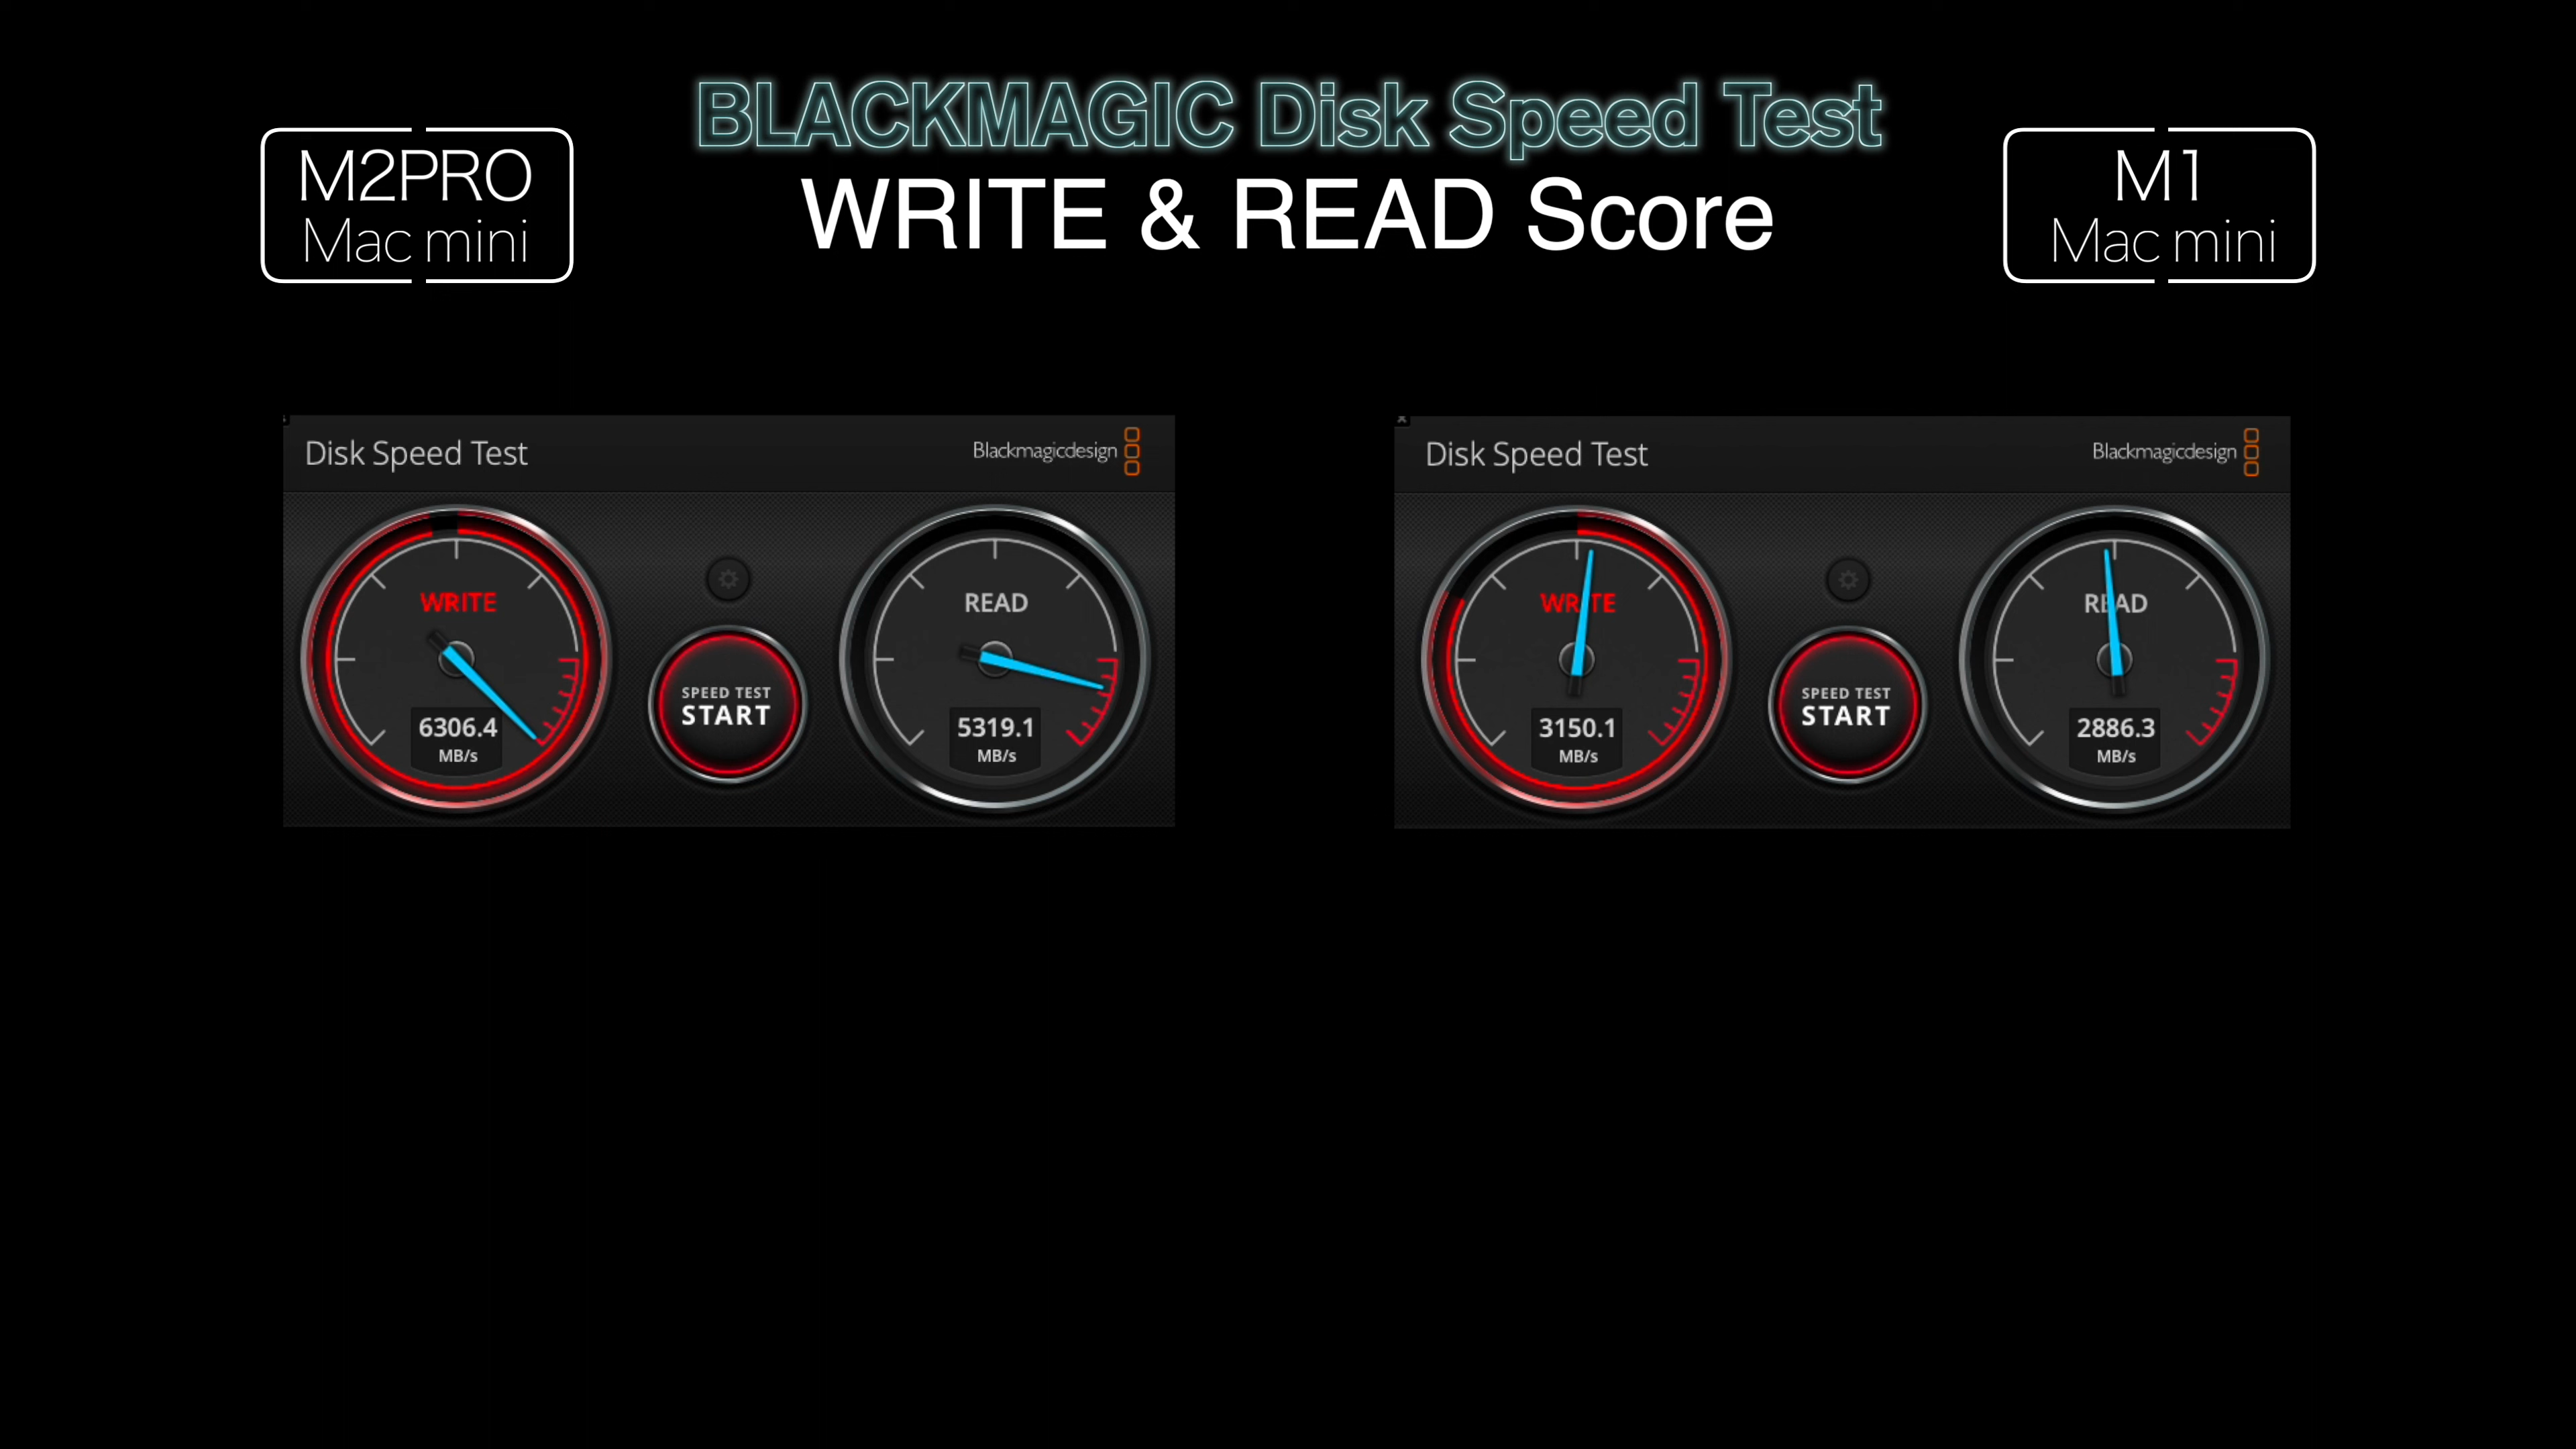 BLACKMAGIC Disk Speed Test
WRITE & READ Score
M2PRO
Mac mini
M1
Mac mini
Disk Speed Test
Blackmagicdesign
WRITE
6306.4
MB/s
SPEED TEST
START
READ
5319.1
MB/s
Disk Speed Test
Blackmagicdesign
WRITE
3150.1
MB/s
SPEED TEST
START
READ
2886.3
MB/s